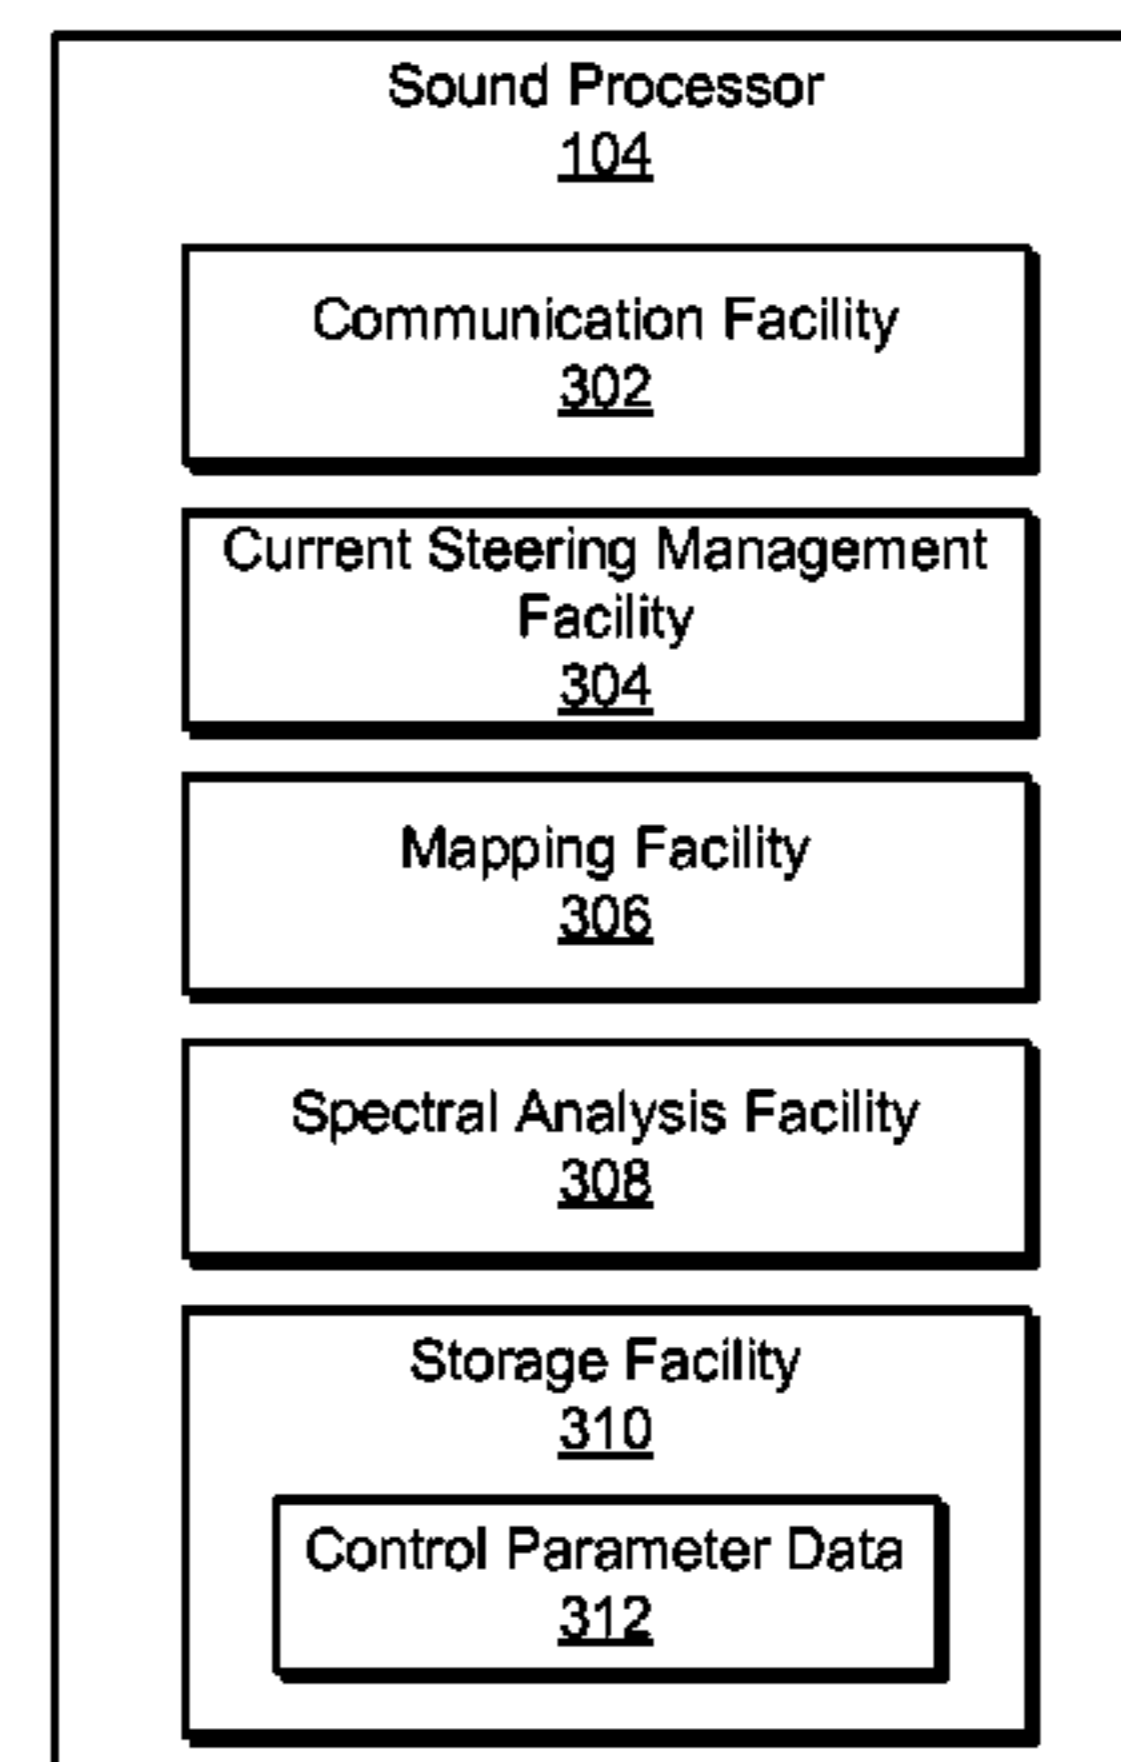 Sound Processor
104
Communication Facility
302
Current Steering Management
Facility
304
Mapping Facility
306
Spectral Analysis Facility
308
Storage Facility
310
Control Parameter Data
312